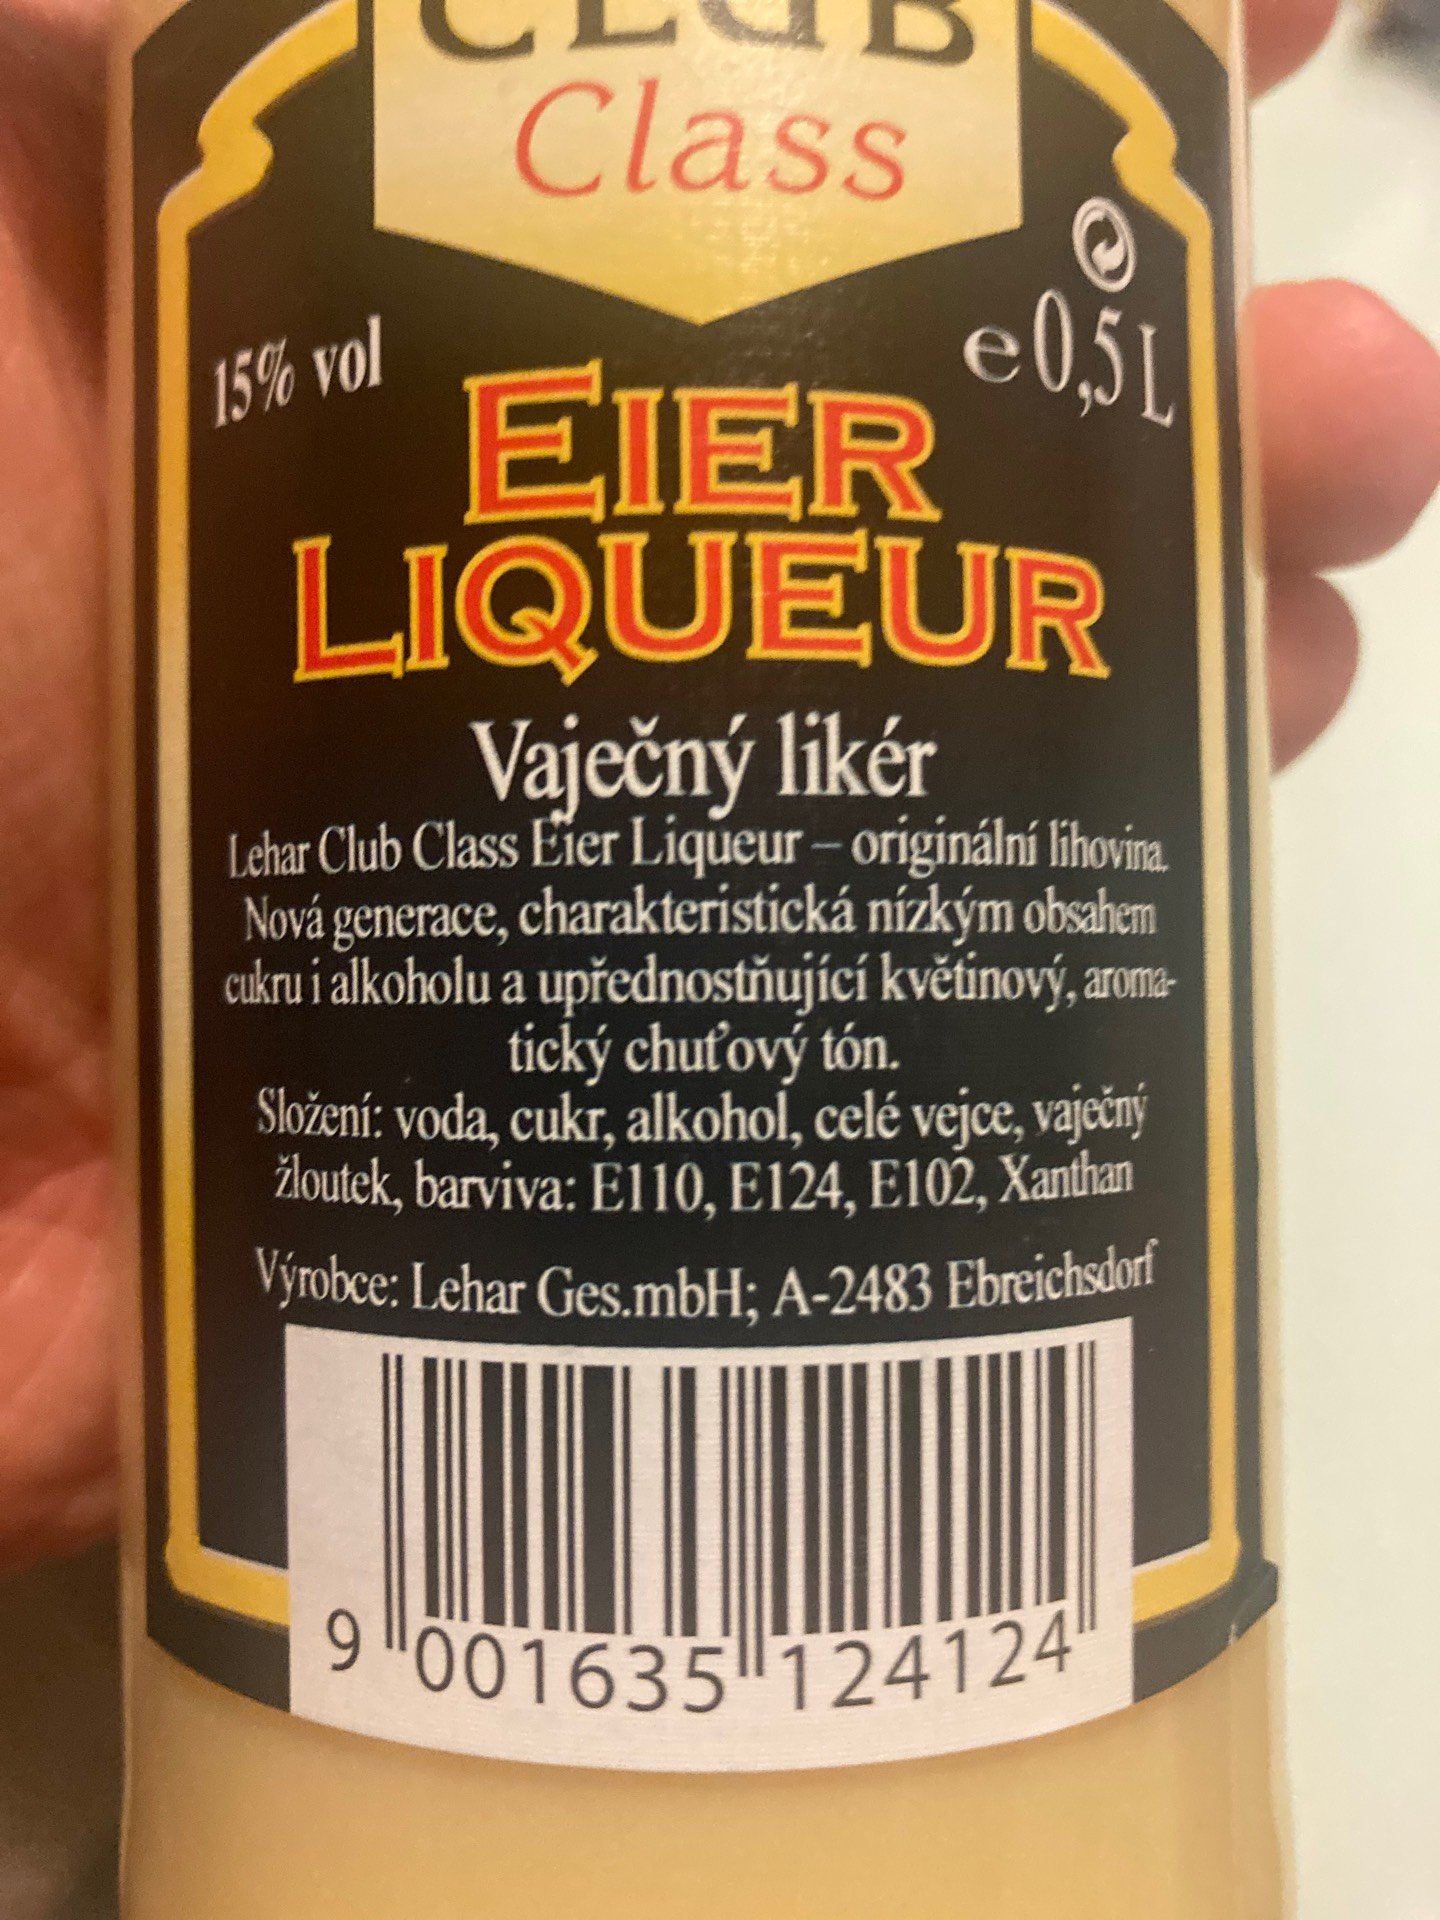 CLUB
Class
15% vol
e 0,5 L
EIER
LIQUEUR
Vaječný likér
Lehar Club Class Eier Liqueur – originální lihovina.
Nová generace, charakteristická nízkým obsahem
cukru i alkoholu a upřednostňující květinový, aroma-
tický chuťový tón.
Složení: voda, cukr, alkohol, celé vejce, vaječný
žloutek, barviva: E110, E124, E102, Xanthan
Výrobce: Lehar Ges.mbH; A-2483 Ebreichsdorf
9 001635 124124